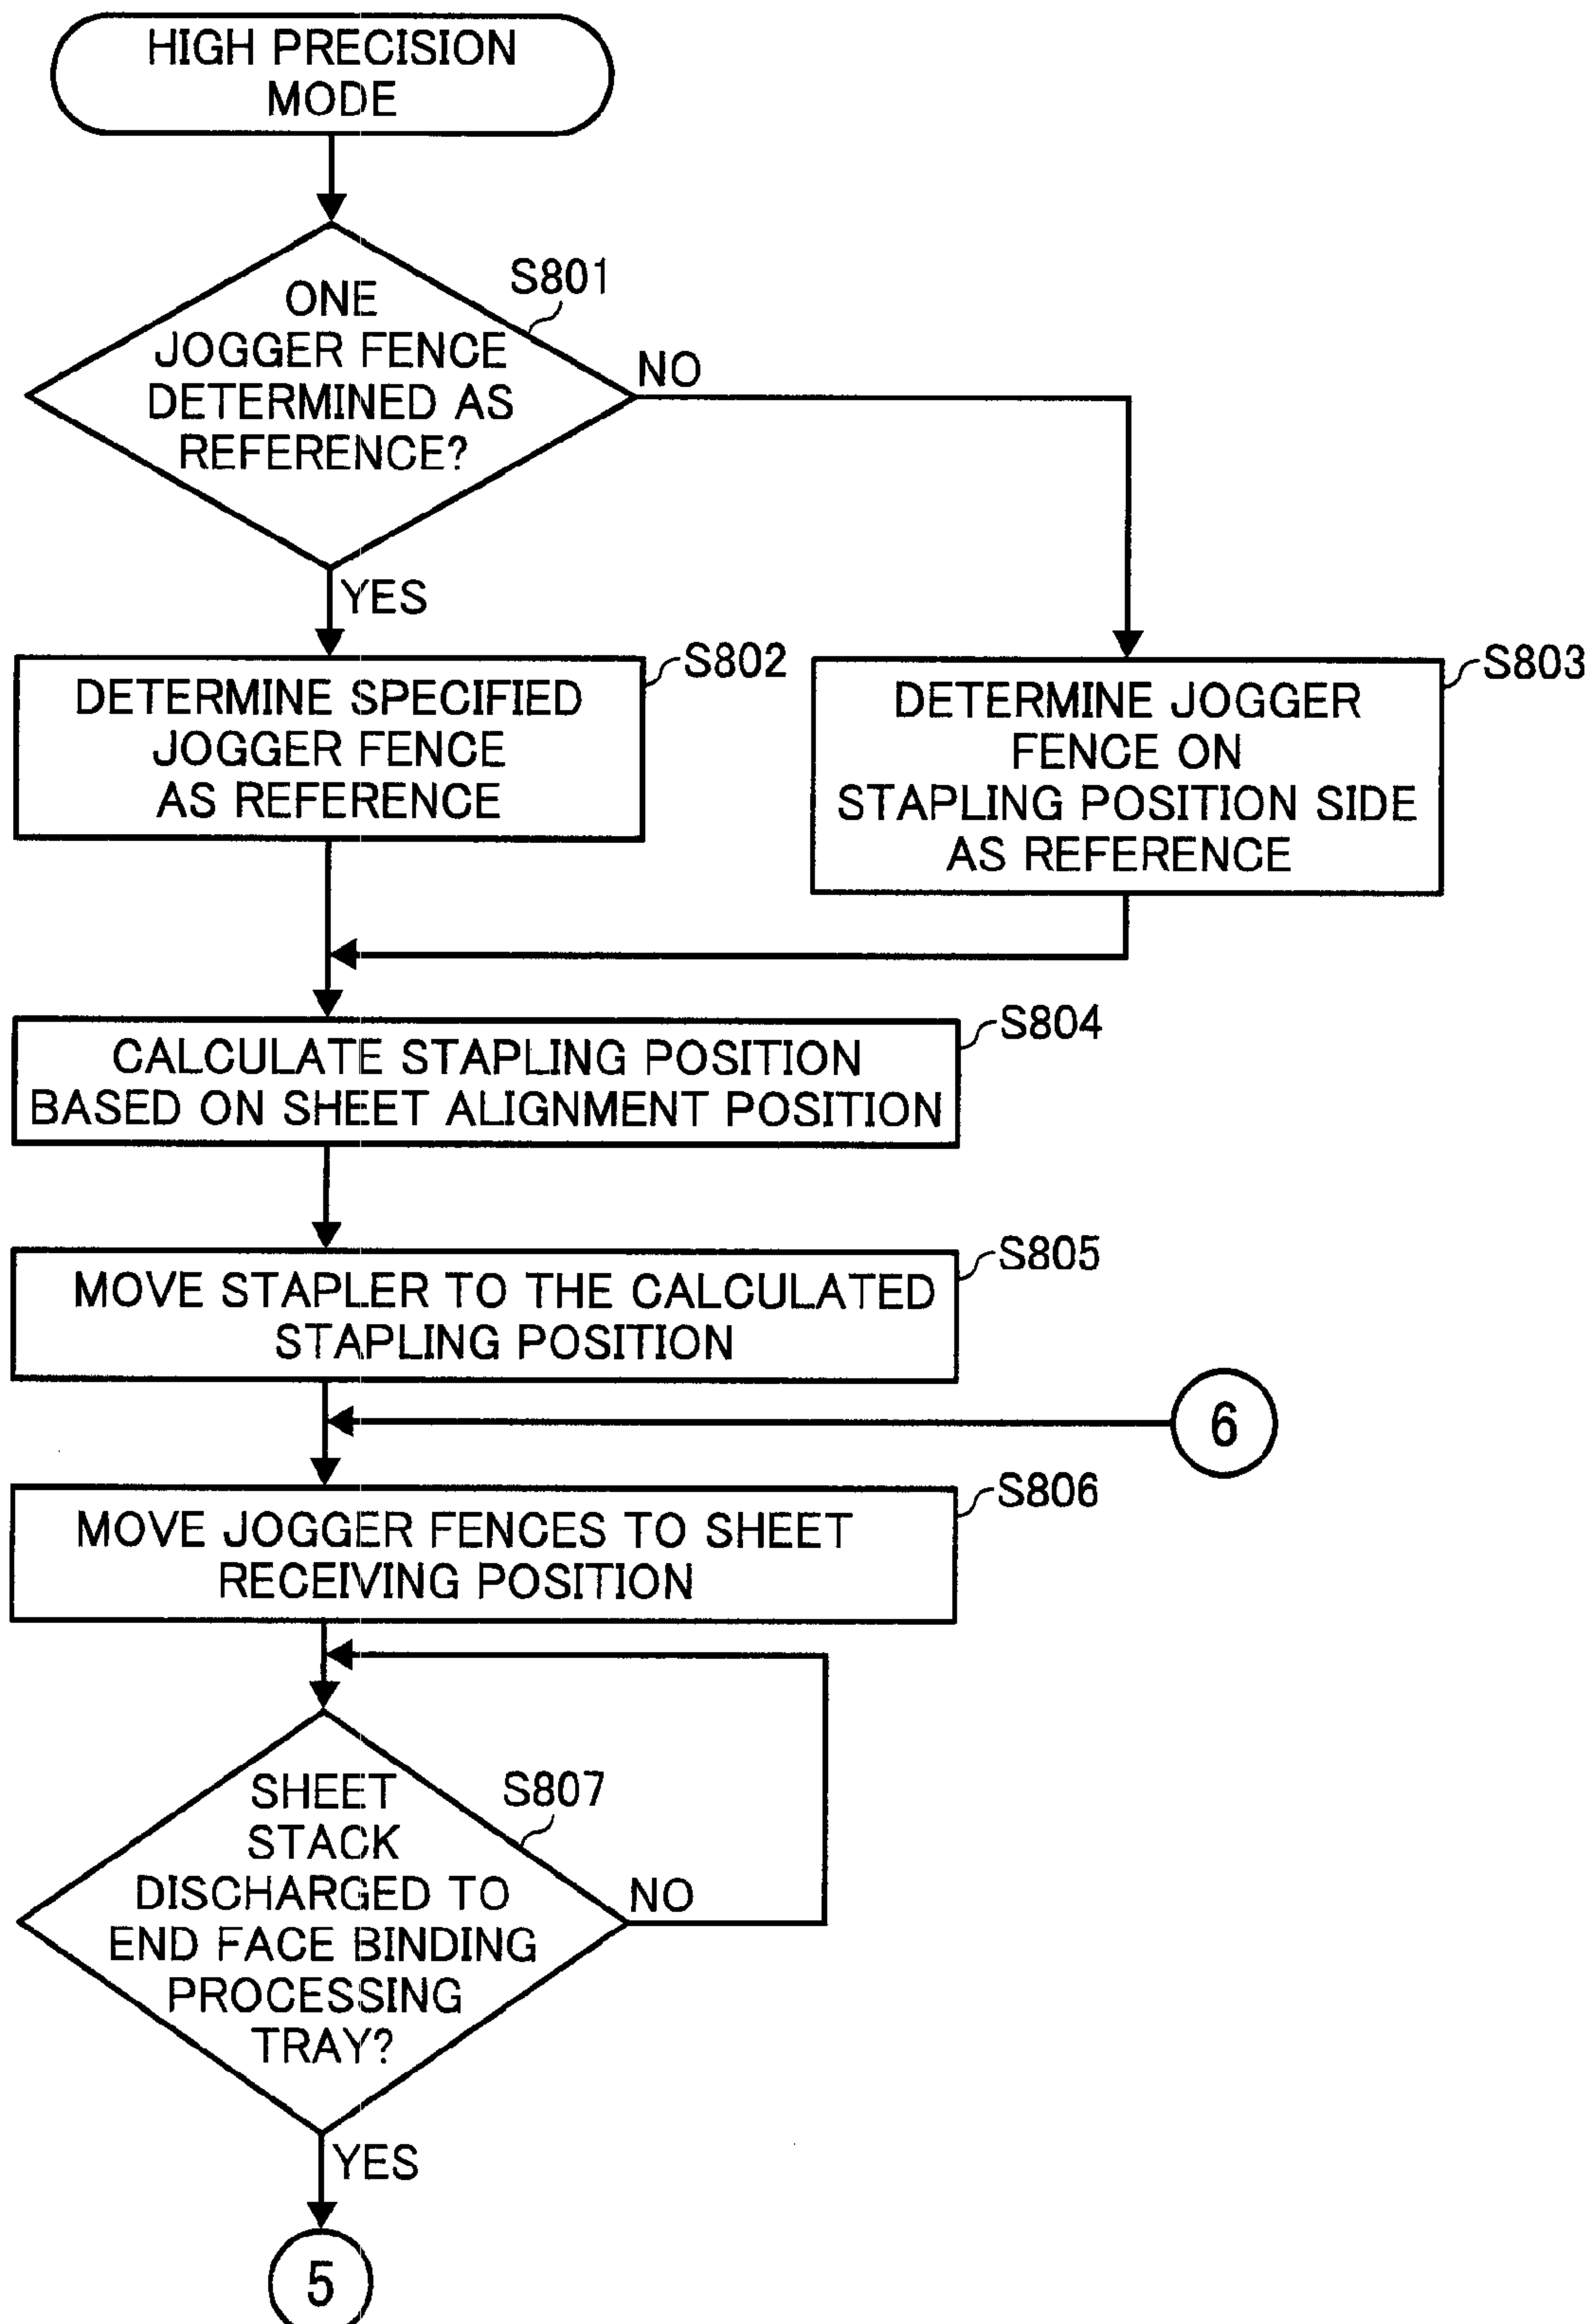 HIGH PRECISION
MODE
S801
ONE
JOGGER FENCE
DETERMINED AS
REFERENCE?
NO
YES
S802
DETERMINE SPECIFIED
JOGGER FENCE
AS REFERENCE
S803
DETERMINE JOGGER
FENCE ON
STAPLING POSITION SIDE
AS REFERENCE
S804
CALCULATE STAPLING POSITION
BASED ON SHEET ALIGNMENT POSITION
S805
MOVE STAPLER TO THE CALCULATED
STAPLING POSITION
6
S806
MOVE JOGGER FENCES TO SHEET
RECEIVING POSITION
S807
SHEET
STACK
DISCHARGED TO
END FACE BINDING
PROCESSING
TRAY?
NO
YES
5